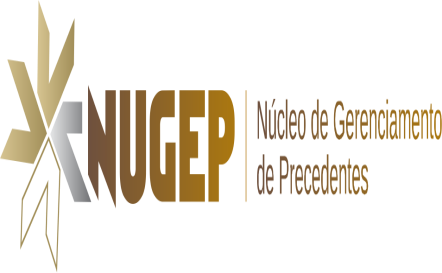 NUGEP
Núcleo de Gerenciamento
de Precedentes